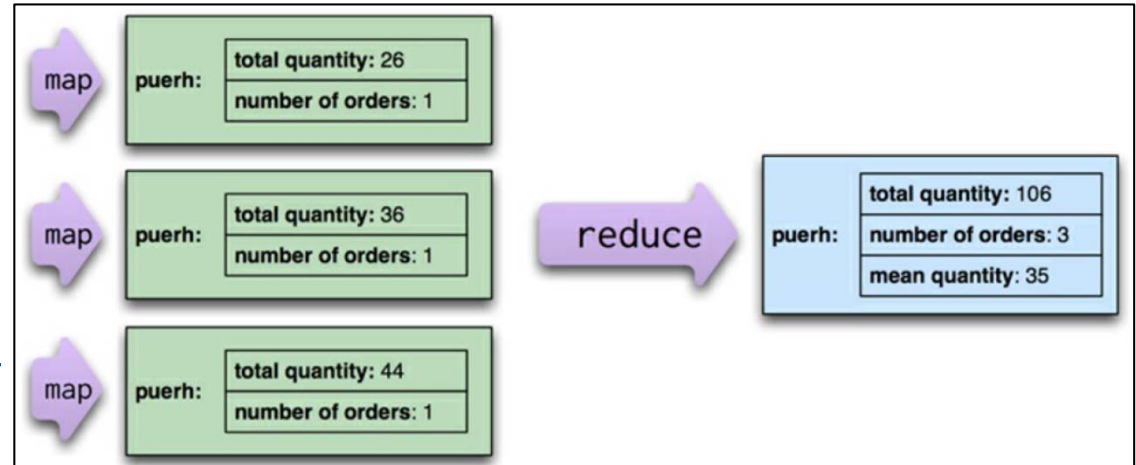 map
puerh:
total quantity: 26
number of orders: 1
map
puerh:
total quantity: 36
number of orders: 1
map
puerh:
total quantity: 44
number of orders: 1
reduce
puerh:
total quantity: 106
number of orders: 3
mean quantity: 35